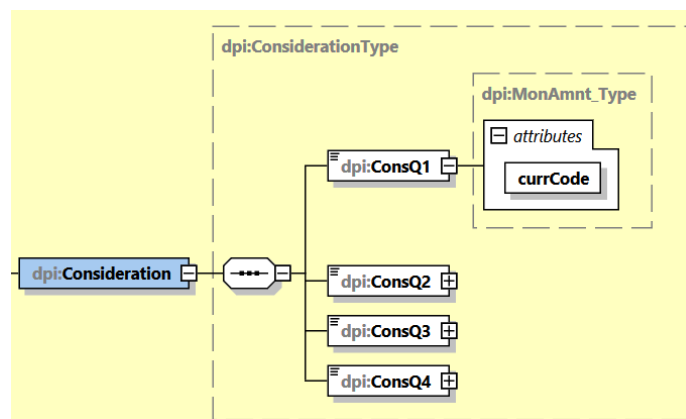 dpi:ConsiderationType
dpi:MonAmnt_Type
attributes
dpi:ConsQ1
currCode
dpi:Consideration
dpi:ConsQ2
dpi:ConsQ3
dpi:ConsQ4